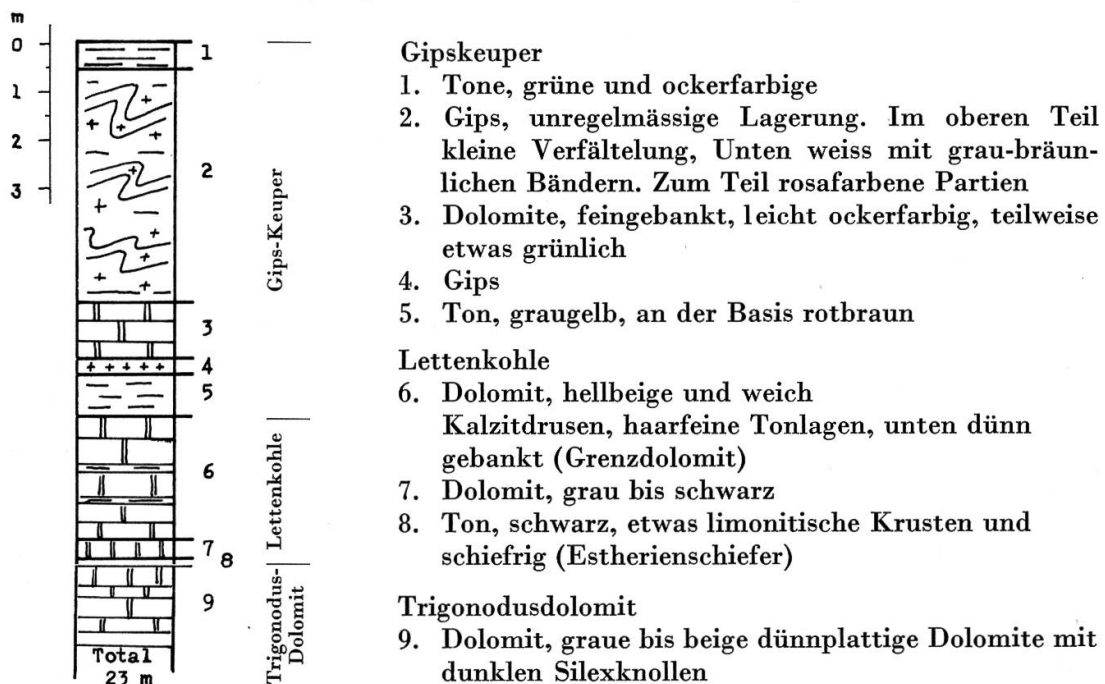 m
0
1
2
3
1
2
3
4
5
6
7
8
9
Total
23 m
Gips-Keuper
Lettenkohle
Trigonodus-
Dolomit
Gipskeuper
1. Tone, grüne und ockerfarbige
2. Gips, unregelmässige Lagerung. Im oberen Teil
kleine Verfältelung, Unten weiss mit grau-bräun-
lichen Bändern. Zum Teil rosafarbene Partien
3. Dolomite, feingebankt, leicht ockerfarbig, teilweise
etwas grünlich
4. Gips
5. Ton, graugelb, an der Basis rotbraun
Lettenkohle
6. Dolomit, hellbeige und weich
Kalzitdrusen, haarfeine Tonlagen, unten dünn
gebankt (Grenzdolomit)
7. Dolomit, grau bis schwarz
8. Ton, schwarz, etwas limonitische Krusten und
schiefrig (Estherienschiefer)
Trigonodusdolomit
9. Dolomit, graue bis beige dünnplattige Dolomite mit
dunklen Silexknollen